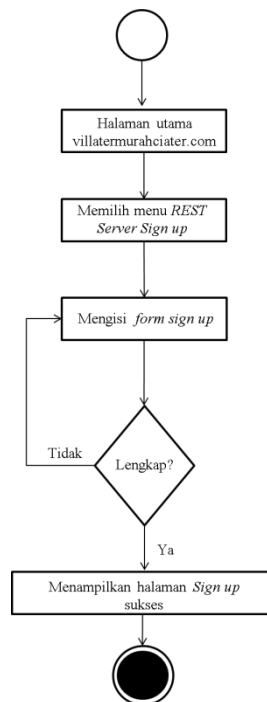 Halaman utama
villatermurahciater.com
Memilih menu REST
Server Sign up
Mengisi form sign up
Lengkap?
Tidak
Ya
Menampilkan halaman Sign up
sukses